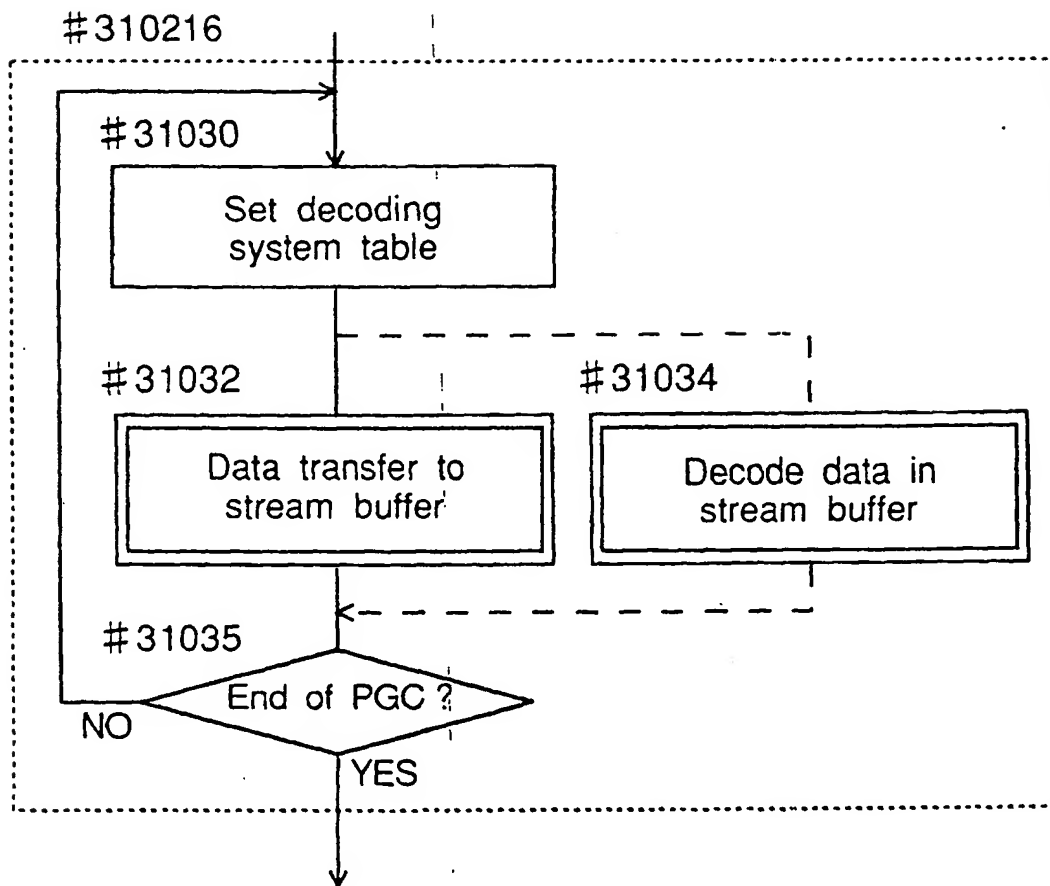 #310216
#31030
Set decoding
system table
#31032
#31034
Data transfer to
stream buffer
Decode data in
stream buffer
#31035
End of PGC ?
NO
YES